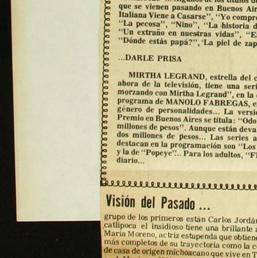 que se vienen pasando en Buenos Aires
Italiana Viene a Casarse", "Yo compro
"La pecosa", "Nino", "La historia d
"Un extraño en nuestras vidas", "E
"Dónde estás papá?", "La piel de zap
...DARLE PRISA
MIRTHA LEGRAND, estrella del c
ahora de la televisión, tiene una seri
morzando con Mirtha Legrand", en la
programa de MANOLO FABREGAS, e
género de personalidades... La versió
Premio en Buenos Aires se titula: "Odo
millones de pesos". Aunque están deva
dos millones de pesos... Las series a
destacan en la programación son "Los
y la de "Popeye"... Para los adultos, "Fl
diario...
Visión del Pasado ...
grupo de los primeros están Carlos Jordá
catlipoca el insidioso tiene una brillante
María Moreno, actriz estupenda que obtien
más completos de su trayectoria como la c
de casa de origen michoacano que vive en T